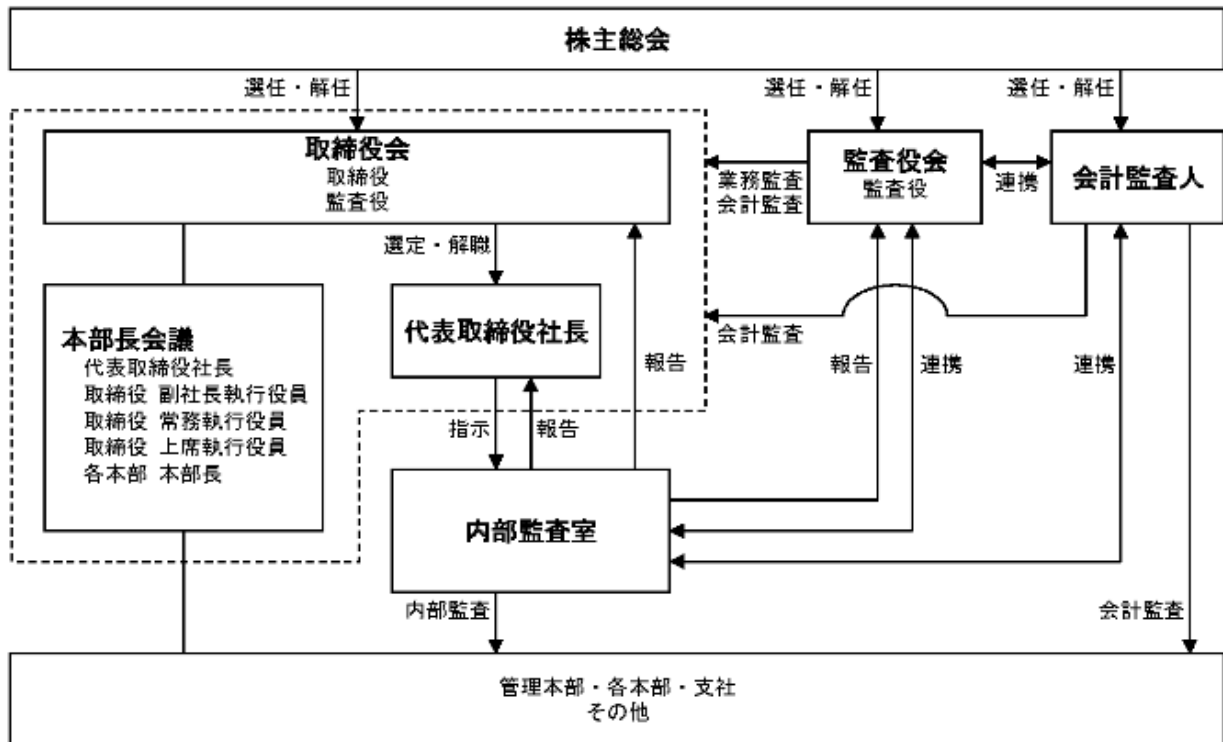 株主総会
選任・解任
選任・解任
選任・解任
取締役会
取締役
監査役
業務監査
会計監査
監査役会
監査役
連携
会計監査人
選定・解職
本部長会議
代表取締役社長
取締役 副社長執行役員
取締役 常務執行役員
取締役 上席執行役員
各本部 本部長
代表取締役社長
報告
会計監査
報告
連携
連携
指示
報告
内部監査室
内部監査
会計監査
管理本部・各本部・支社
その他